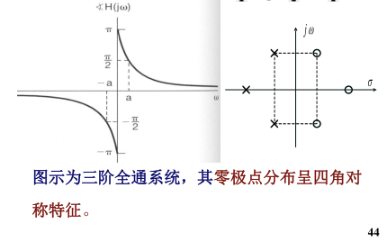 ∢H(jω)
π
π/2
-a
a
ω
-π/2
-π
jω
σ
图示为三阶全通系统，其零极点分布呈四角对
称特征。
44